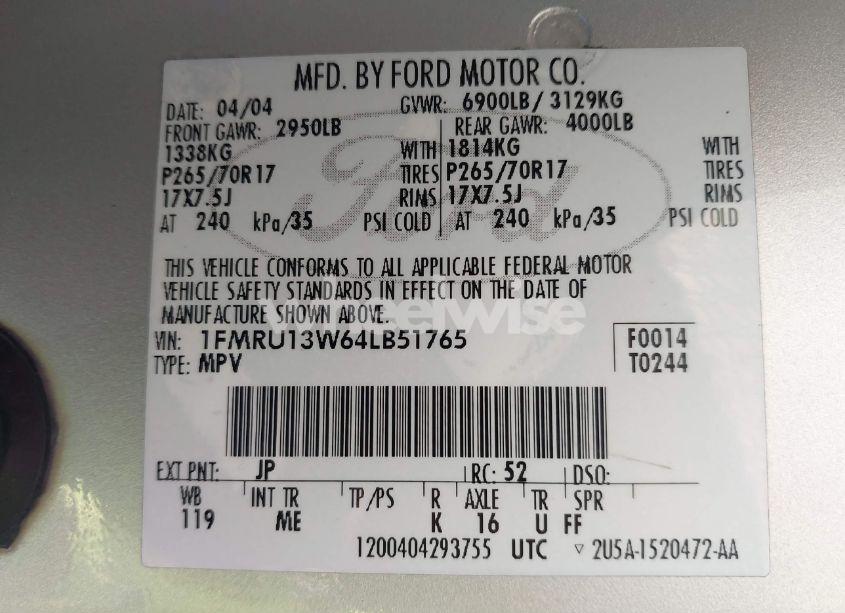 MFD. BY FORD MOTOR CO.
DATE: 04/04 GVWR: 6900LB/ 3129KG
FRONT GAWR: 2950LB REAR GAWR: 4000LB
1338KG WITH 1814KG WITH
P265/70R17 TIRES P265/70R17 TIRES
17X7.5J RIMS 17X7.5J RIMS
AT 240 kPa/35 PSI COLD AT 240 kPa/35 PSI COLD
THIS VEHICLE CONFORMS TO ALL APPLICABLE FEDERAL MOTOR
VEHICLE SAFETY STANDARDS IN EFFECT ON THE DATE OF
MANUFACTURE SHOWN ABOVE.
wheelwise
VIN: 1FMRU13W64LB51765 F0014
TYPE: MPV T0244
EXT PNT: JP RC: 52 DSO:
WB INT TR TP/PS R AXLE TR SPR
119 ME K 16 U FF
1200404293755 UTC ▽ 2U5A-1520472-AA
Ford